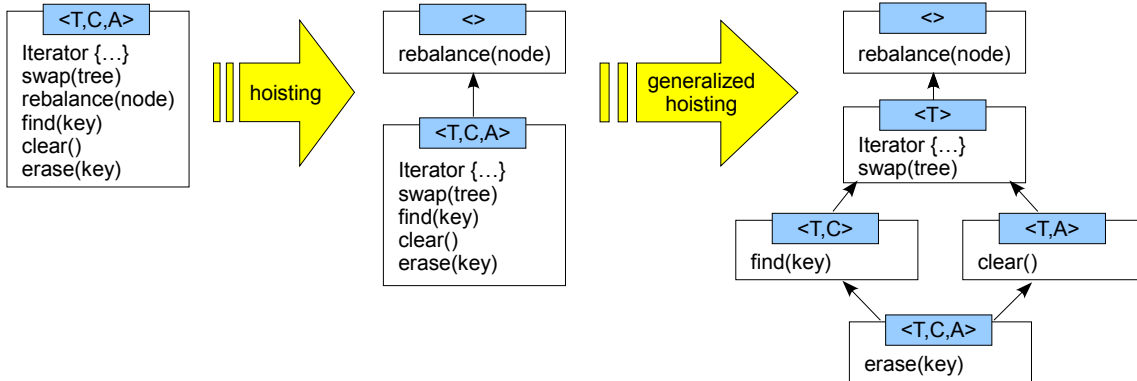 <T,C,A>
Iterator {…}
swap(tree)
rebalance(node)
find(key)
clear()
erase(key)
hoisting
<>
rebalance(node)
<T,C,A>
Iterator {…}
swap(tree)
find(key)
clear()
erase(key)
generalized
hoisting
<>
rebalance(node)
<T>
Iterator {…}
swap(tree)
<T,C>
find(key)
<T,A>
clear()
<T,C,A>
erase(key)